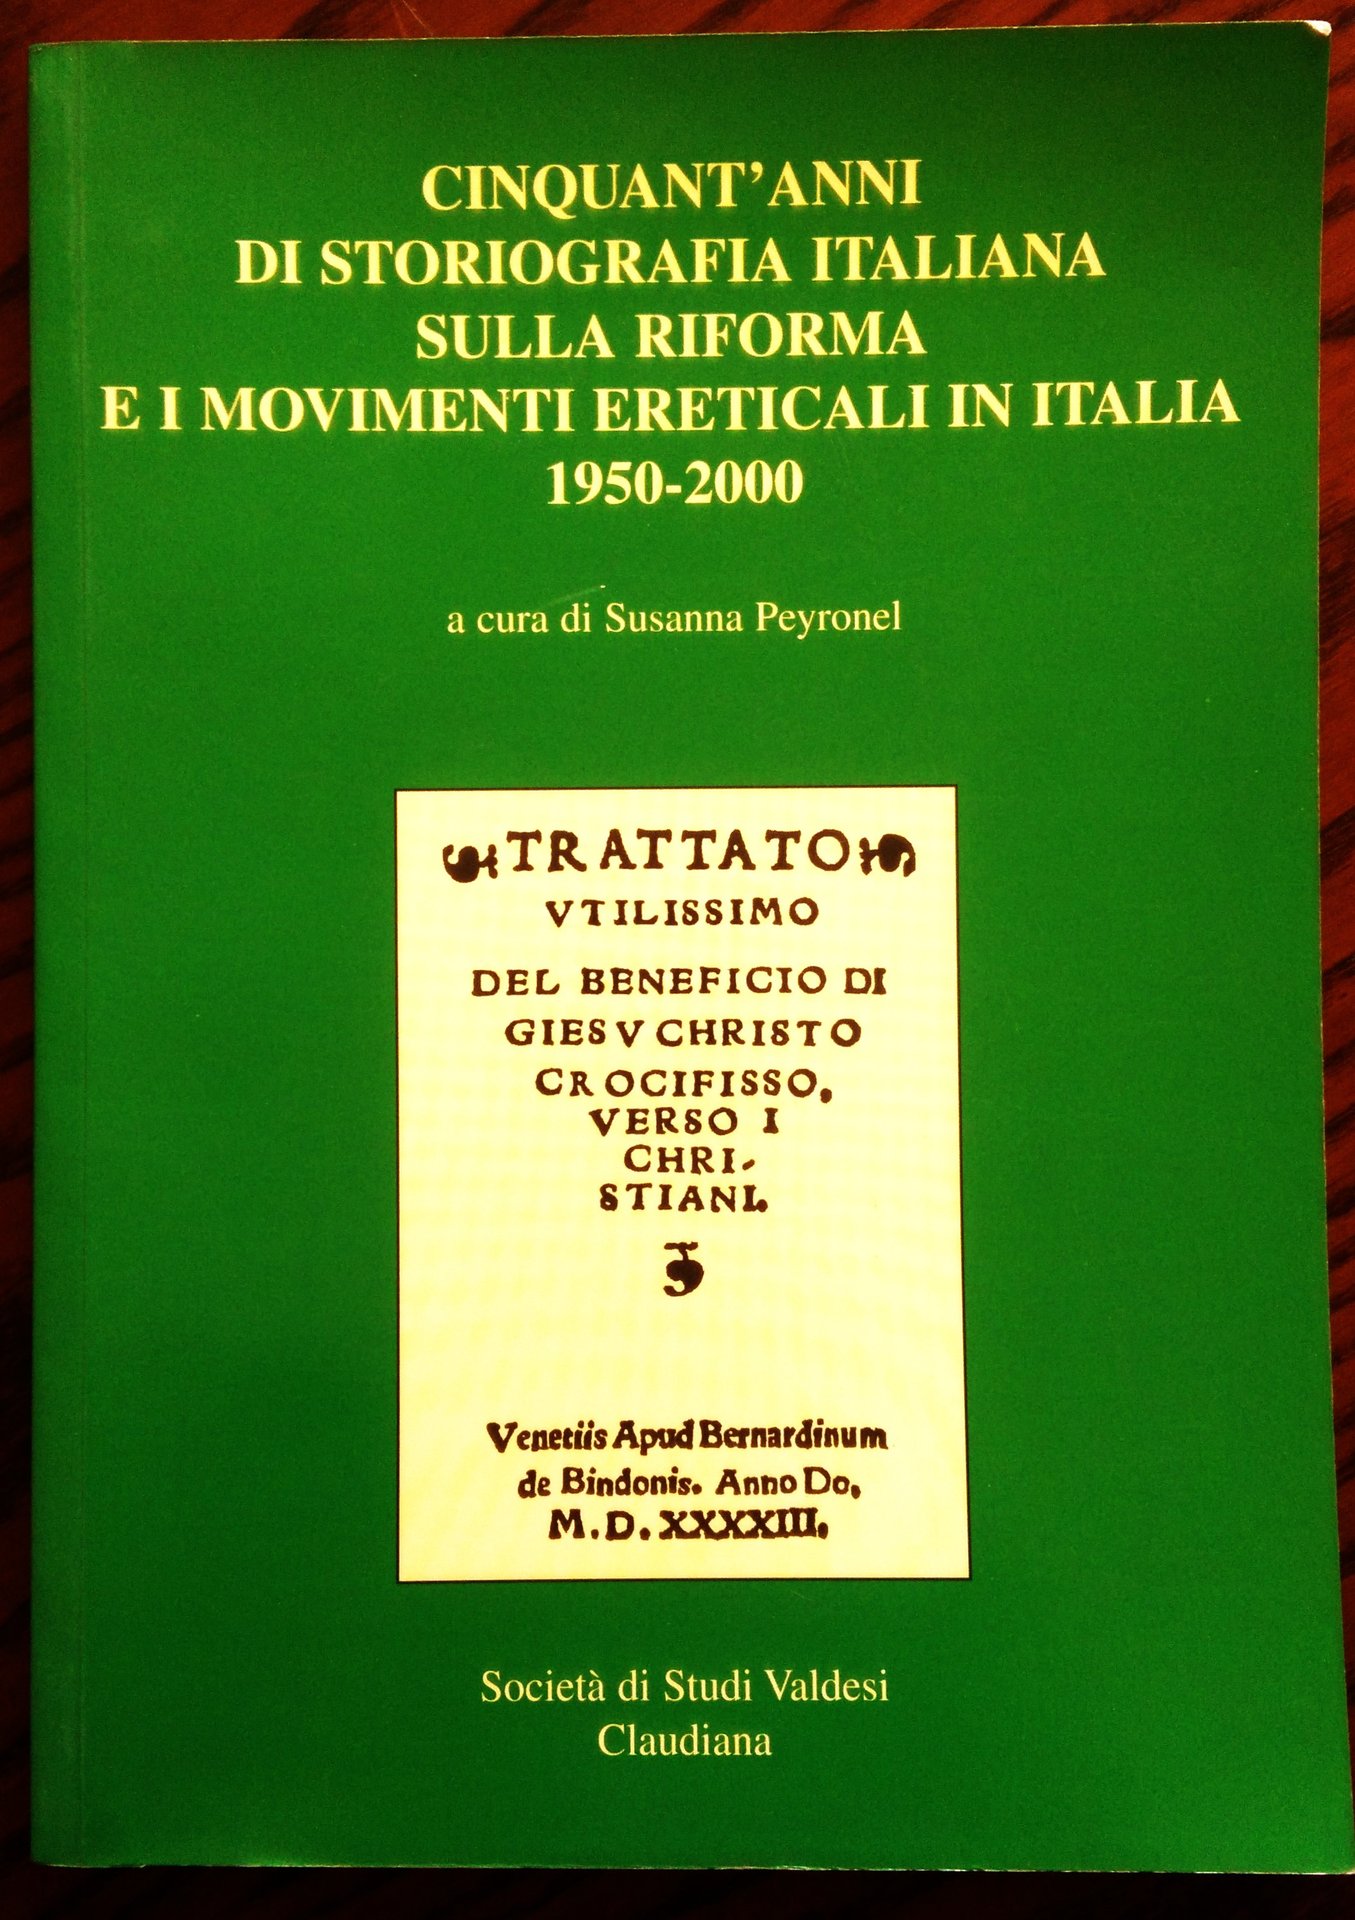 CINQUANT’ANNI
DI STORIOGRAFIA ITALIANA
SULLA RIFORMA
E I MOVIMENTI ERETICALI IN ITALIA
1950-2000
a cura di Susanna Peyronel
TRATTATO
VTILISSIMO
DEL BENEFICIO DI
GIESV CHRISTO
CROCIFISSO,
VERSO I
CHRI-
STIANI.
Venetiis Apud Bernardinum
de Bindonis. Anno Do.
M.D.XXXXIII.
Società di Studi Valdesi
Claudiana